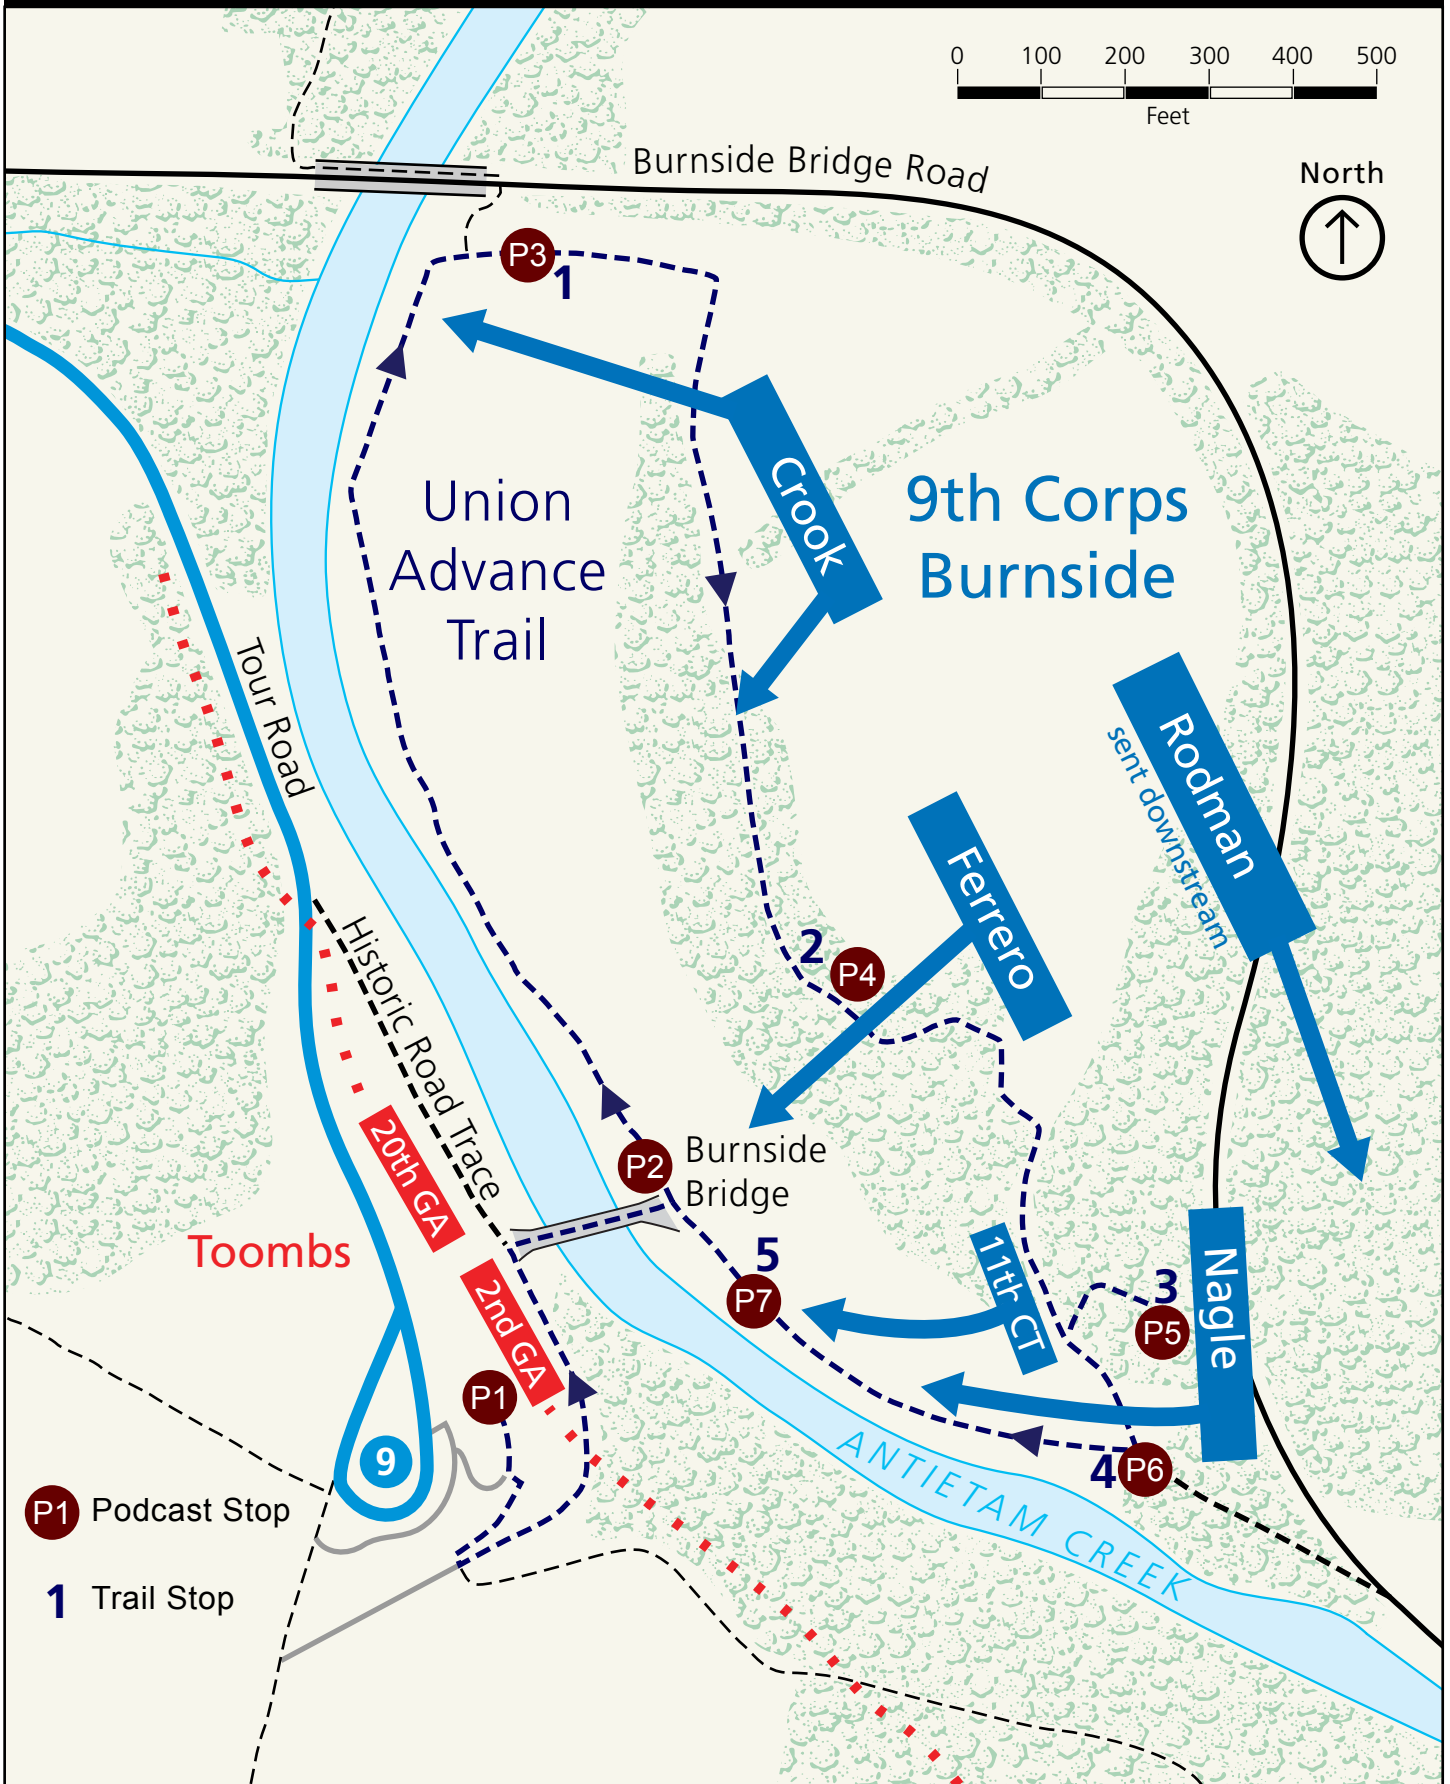 0 100 200 300 400 500
Feet
Burnside Bridge Road
North
P3
1
Union
Advance
Trail
Crook
9th Corps
Burnside
Tour Road
Rodman
sent downstream
Ferrero
Historic Road Trace
2
P4
20th GA
P2
Burnside
Bridge
Toombs
2nd GA
5
P7
11th CT
3
P5
Nagle
P1
9
4
P6
ANTIETAM CREEK
P1 Podcast Stop
1 Trail Stop